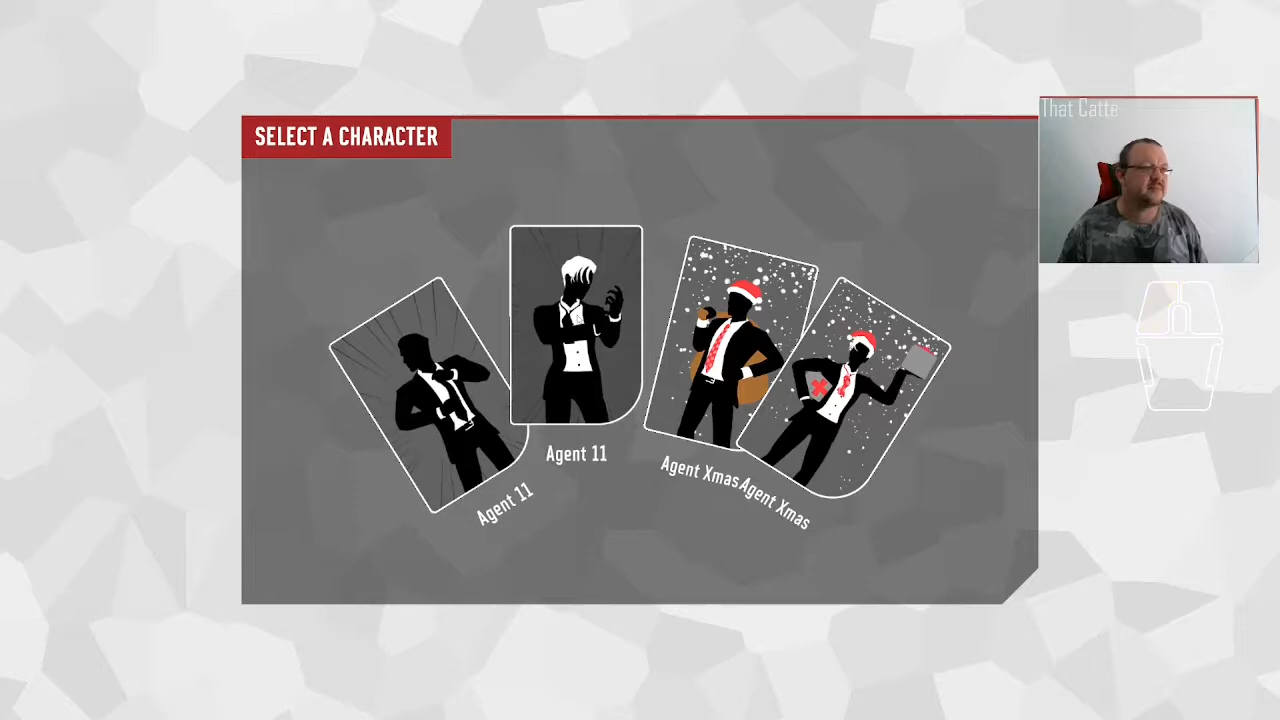 SELECT A CHARACTER
That Catte
Agent 11
Agent 11
Agent Xmas
Agent Xmas